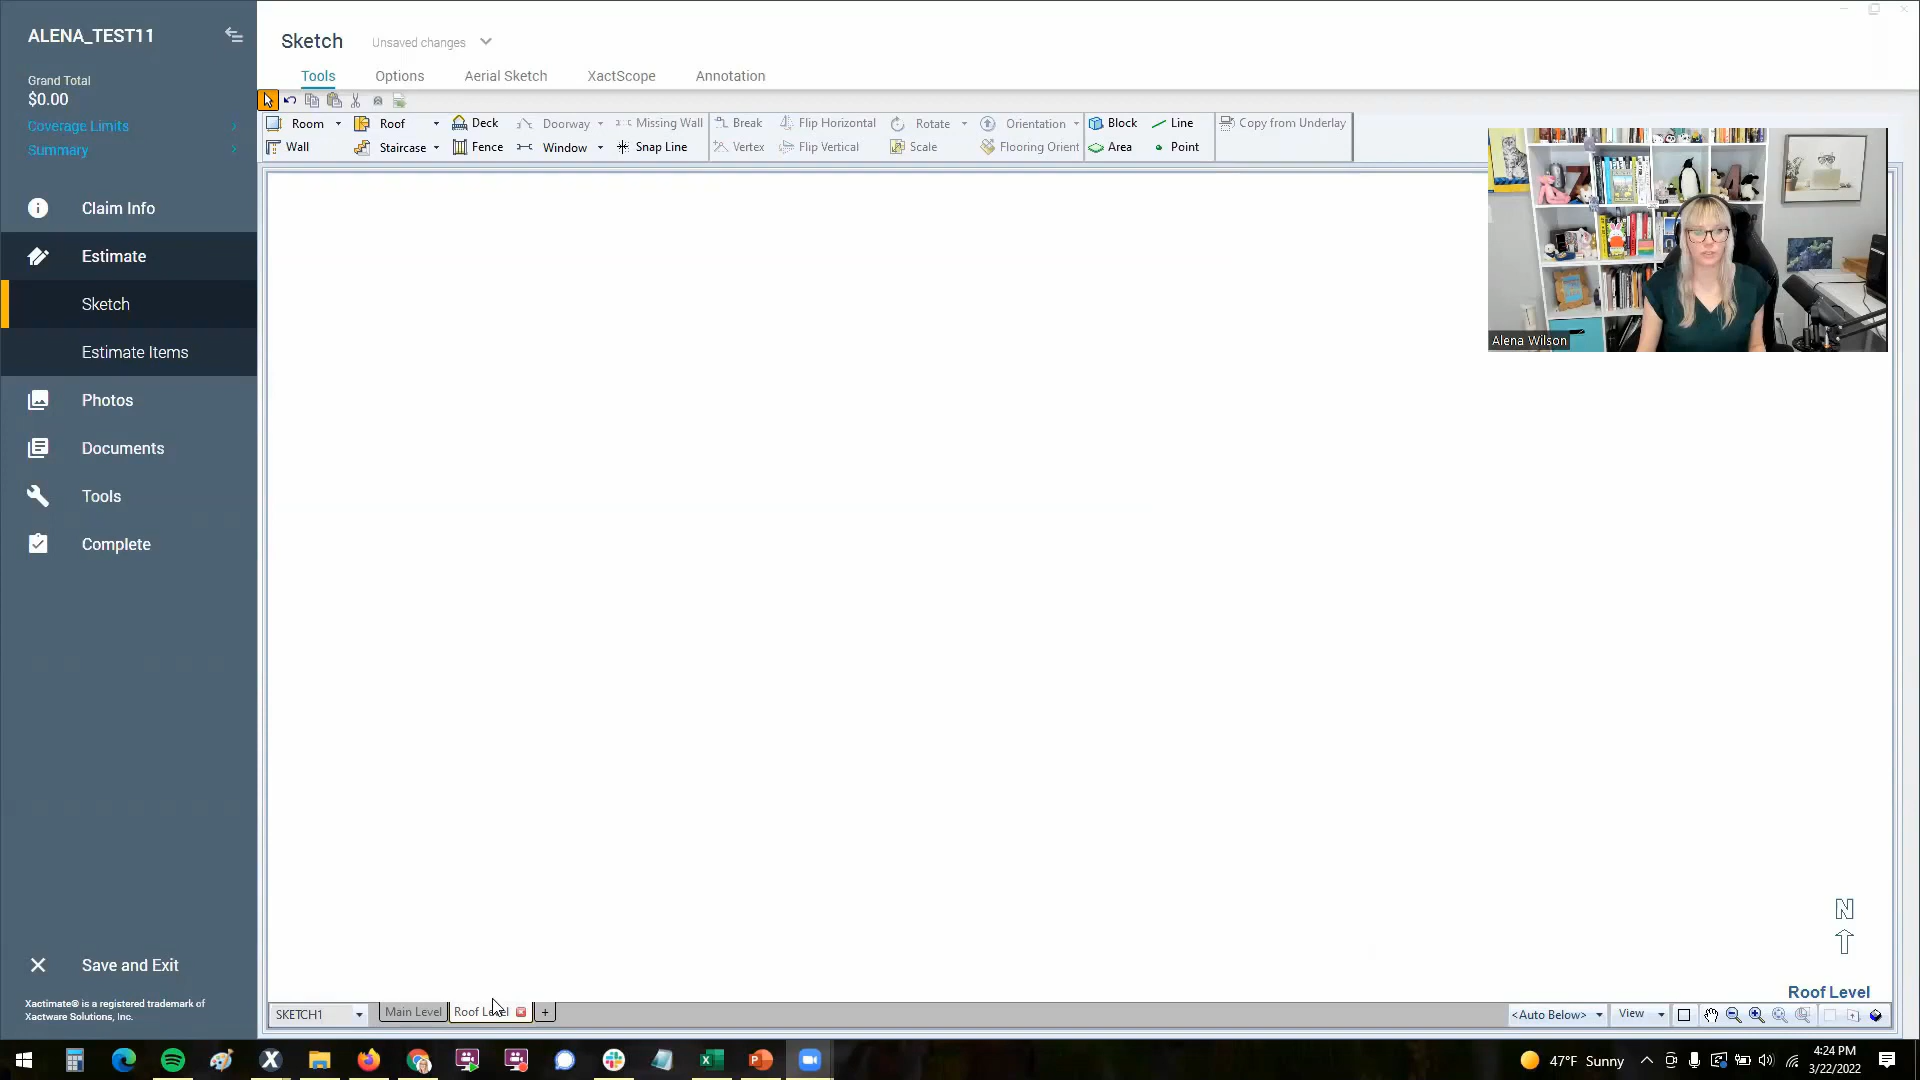 ALENA_TEST11
Grand Total
$0.00
Coverage Limits
Summary
Claim Info
Estimate
Sketch
Estimate Items
Photos
Documents
Tools
Complete
Save and Exit
Xactimate® is a registered trademark of
Xactware Solutions, Inc.
Sketch Unsaved changes
Tools Options Aerial Sketch XactScope Annotation
Room Roof Deck Doorway Missing Wall Break Flip Horizontal Rotate Orientation Block Line Copy from Underlay
Wall Staircase Fence Window Snap Line Vertex Flip Vertical Scale Flooring Orient Area Point
Alena Wilson
N
Roof Level
SKETCH1 Main Level Roof Level + <Auto Below> View
47°F Sunny
4:24 PM
3/22/2022